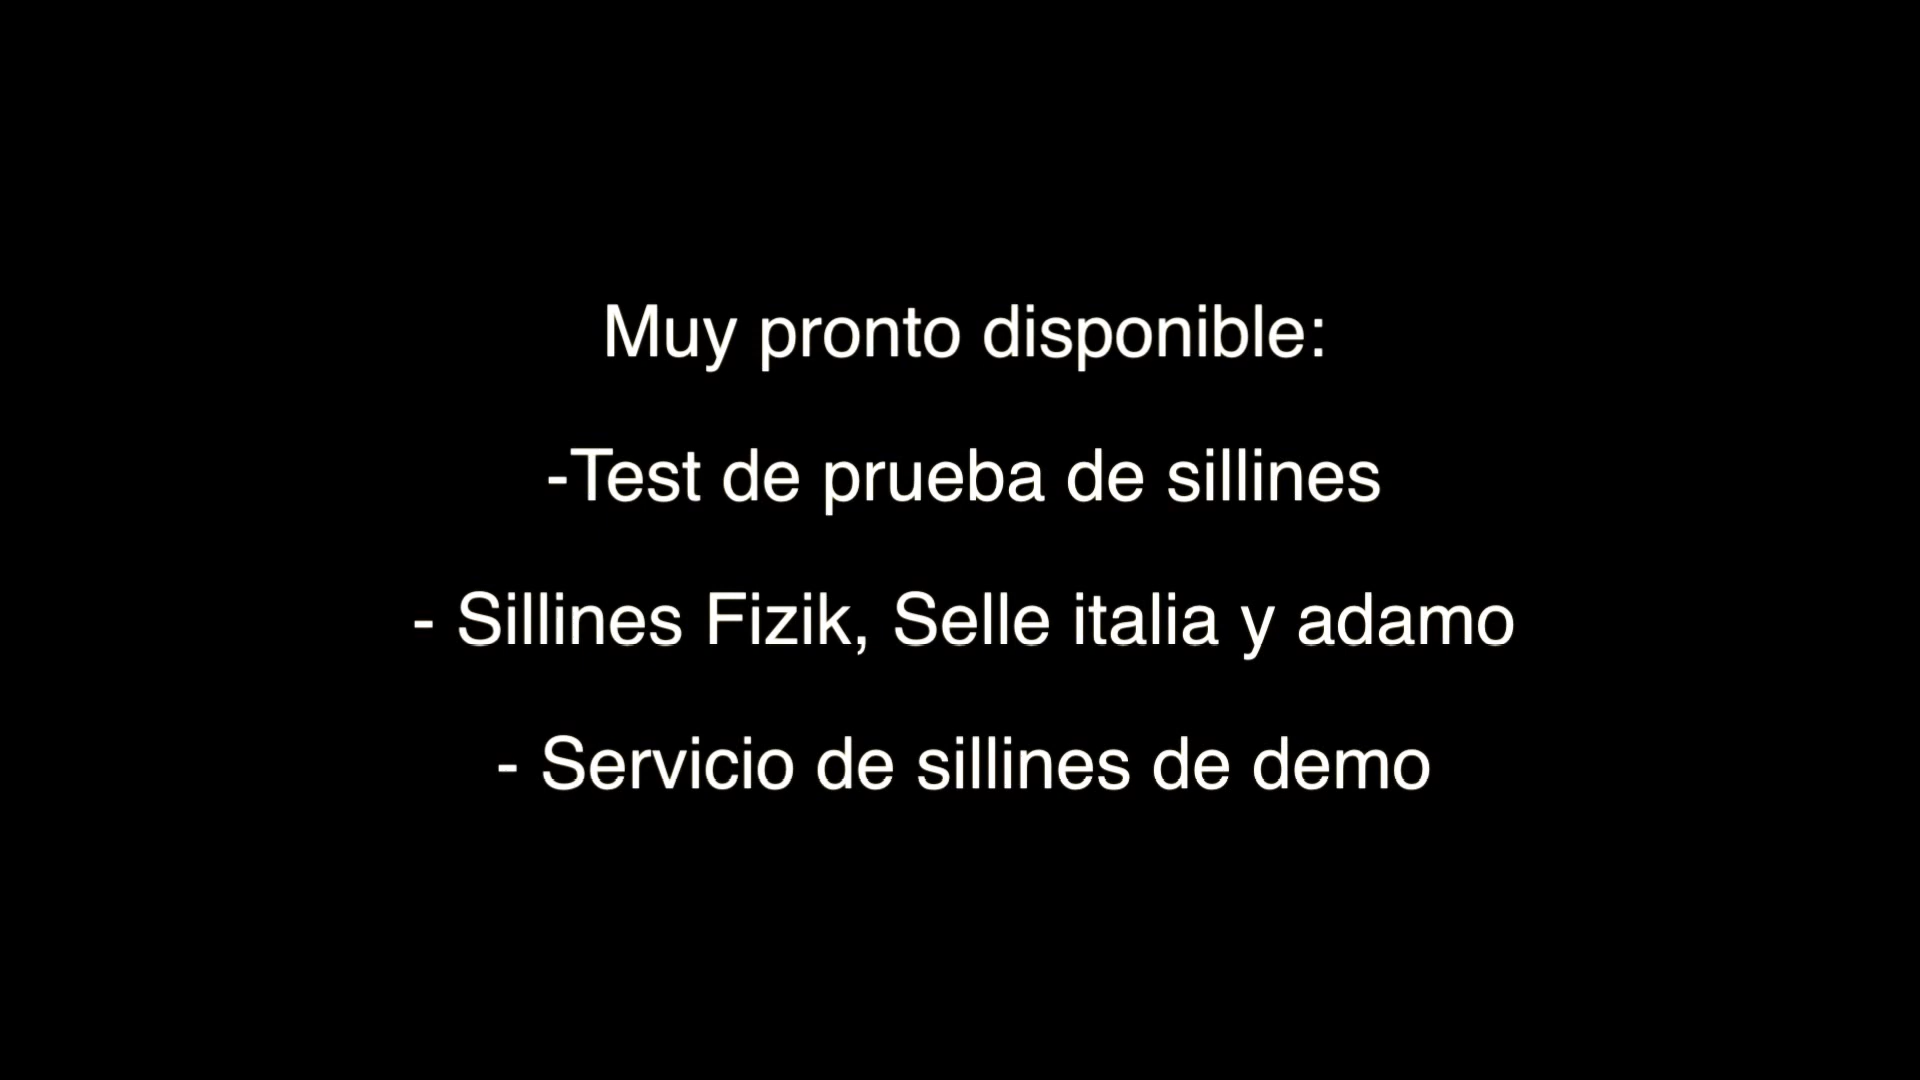 Muy pronto disponible:
-Test de prueba de sillines
- Sillines Fizik, Selle italia y adamo
- Servicio de sillines de demo